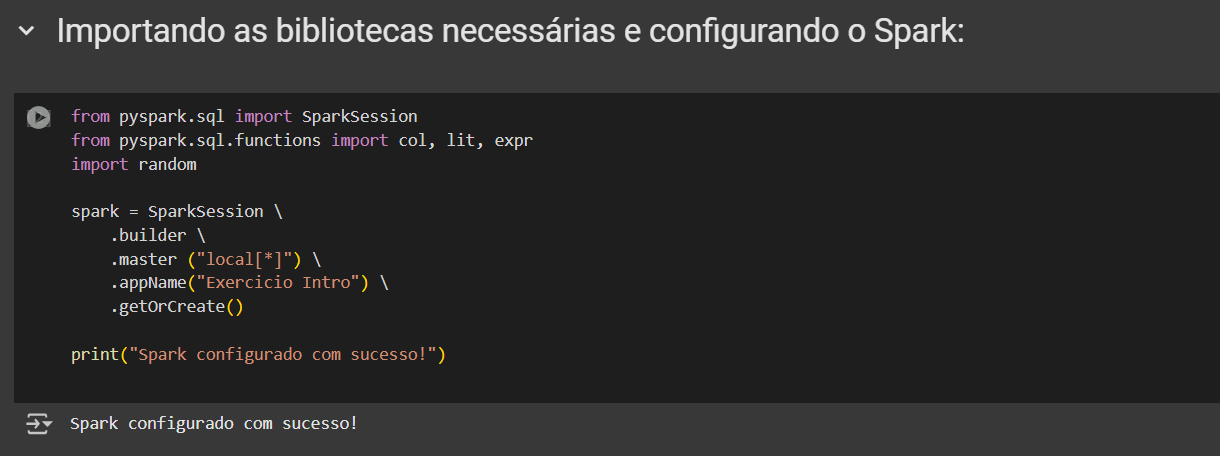 Importando as bibliotecas necessárias e configurando o Spark:
from pyspark.sql import SparkSession
from pyspark.sql.functions import col, lit, expr
import random
spark = SparkSession \
.builder \
.master ("local[*]") \
.appName("Exercicio Intro") \
.getOrCreate()
print("Spark configurado com sucesso!")
Spark configurado com sucesso!